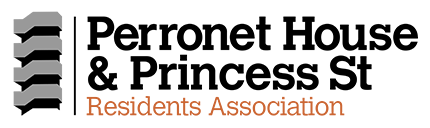 Perronet House
& Princess St
Residents Association